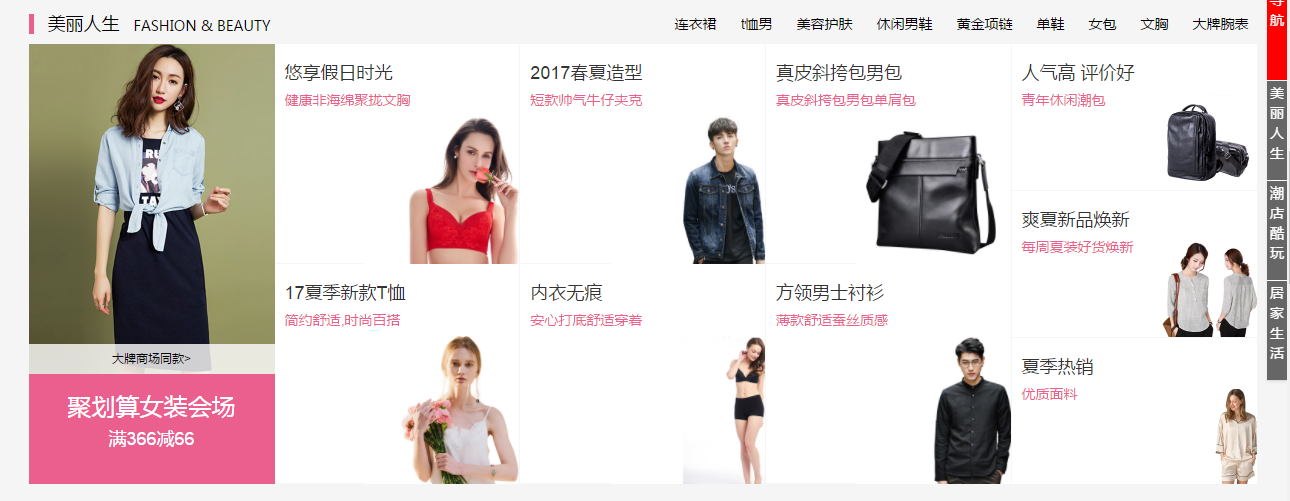 美丽人生 FASHION & BEAUTY
连衣裙 t恤男 美容护肤 休闲男鞋 黄金项链 单鞋 女包 文胸 大牌腕表
大牌商场同款>
聚划算女装会场
满366减66
悠享假日时光
健康非海绵聚拢文胸
2017春夏造型
短款帅气牛仔夹克
真皮斜挎包男包
真皮斜挎包男包单肩包
人气高 评价好
青年休闲潮包
爽夏新品焕新
每周夏装好货焕新
17夏季新款T恤
简约舒适,时尚百搭
内衣无痕
安心打底舒适穿着
方领男士衬衫
薄款舒适蚕丝质感
夏季热销
优质面料
导航
美丽人生
潮店酷玩
居家生活